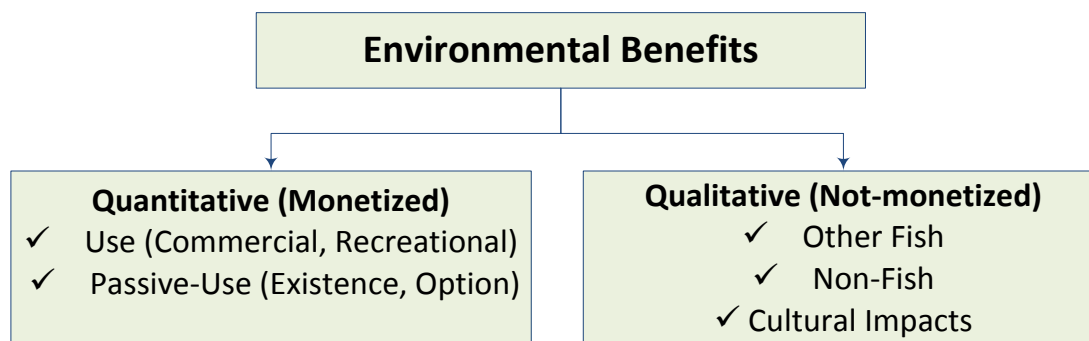 Environmental Benefits
Quantitative (Monetized)
✓ Use (Commercial, Recreational)
✓ Passive-Use (Existence, Option)
Qualitative (Not-monetized)
✓ Other Fish
✓ Non-Fish
✓ Cultural Impacts